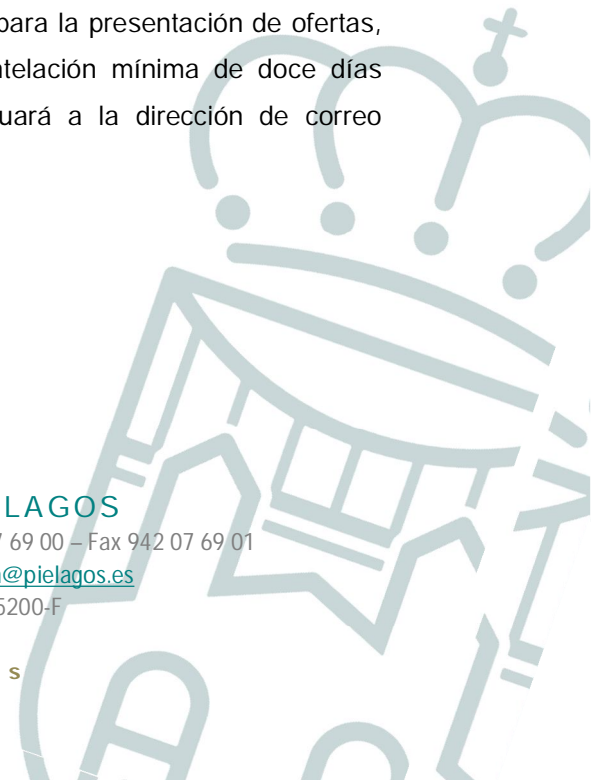 para la presentación de ofertas,
telación mínima de doce días
uará a la dirección de correo
LAGOS
7 69 00 – Fax 942 07 69 01
@pielagos.es
5200-F
s